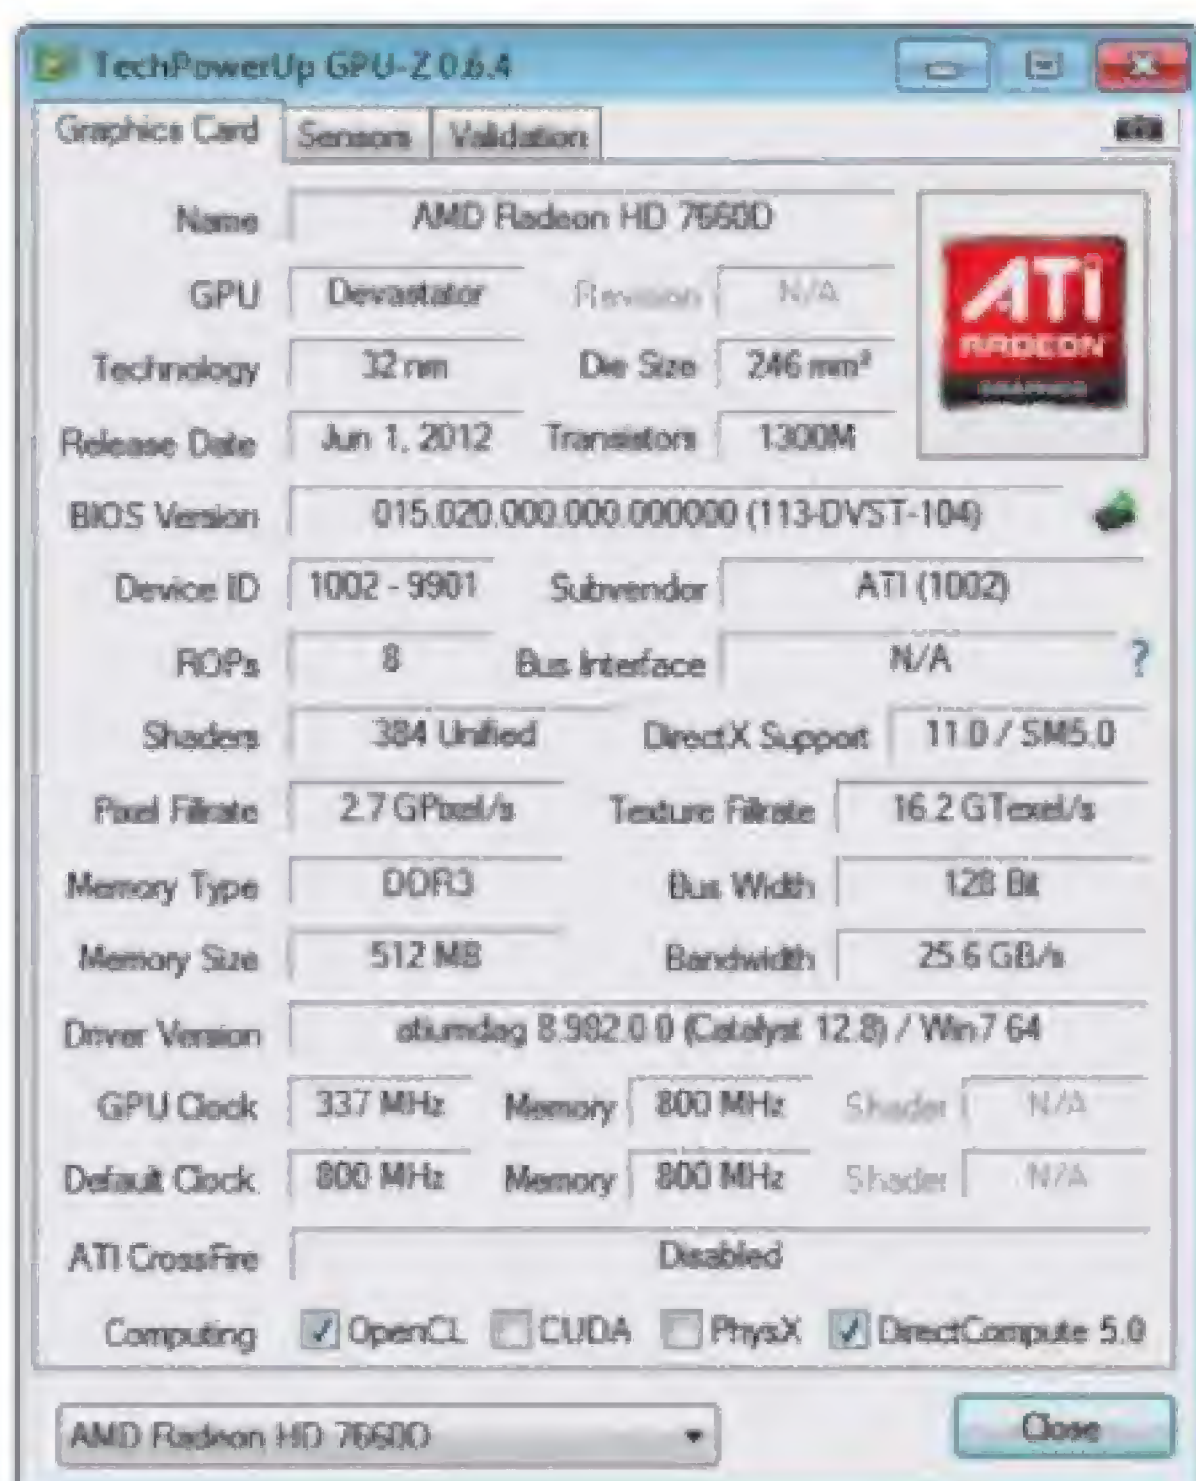 TechPowerUp GPU-Z 0.6.4
Graphics Card Sensors Validation
Name AMD Radeon HD 7660D
GPU Devastator Revision N/A
Technology 32 nm Die Size 246 mm²
Release Date Jun 1, 2012 Transistors 1300M
ATI
RADEON
GRAPHICS
BIOS Version 015.020.000.000.000000 (113-DVST-104)
Device ID 1002 - 9901 Subvendor ATI (1002)
ROPs 8 Bus Interface N/A ?
Shaders 384 Unified DirectX Support 11.0 / SM5.0
Pixel Fillrate 2.7 GPixel/s Texture Fillrate 16.2 GTexel/s
Memory Type DDR3 Bus Width 128 Bit
Memory Size 512 MB Bandwidth 25.6 GB/s
Driver Version atiumdag 8.982.0.0 (Catalyst 12.8) / Win7 64
GPU Clock 337 MHz Memory 800 MHz Shader N/A
Default Clock 800 MHz Memory 800 MHz Shader N/A
ATI CrossFire Disabled
Computing OpenCL CUDA PhysX DirectCompute 5.0
AMD Radeon HD 7660D Close